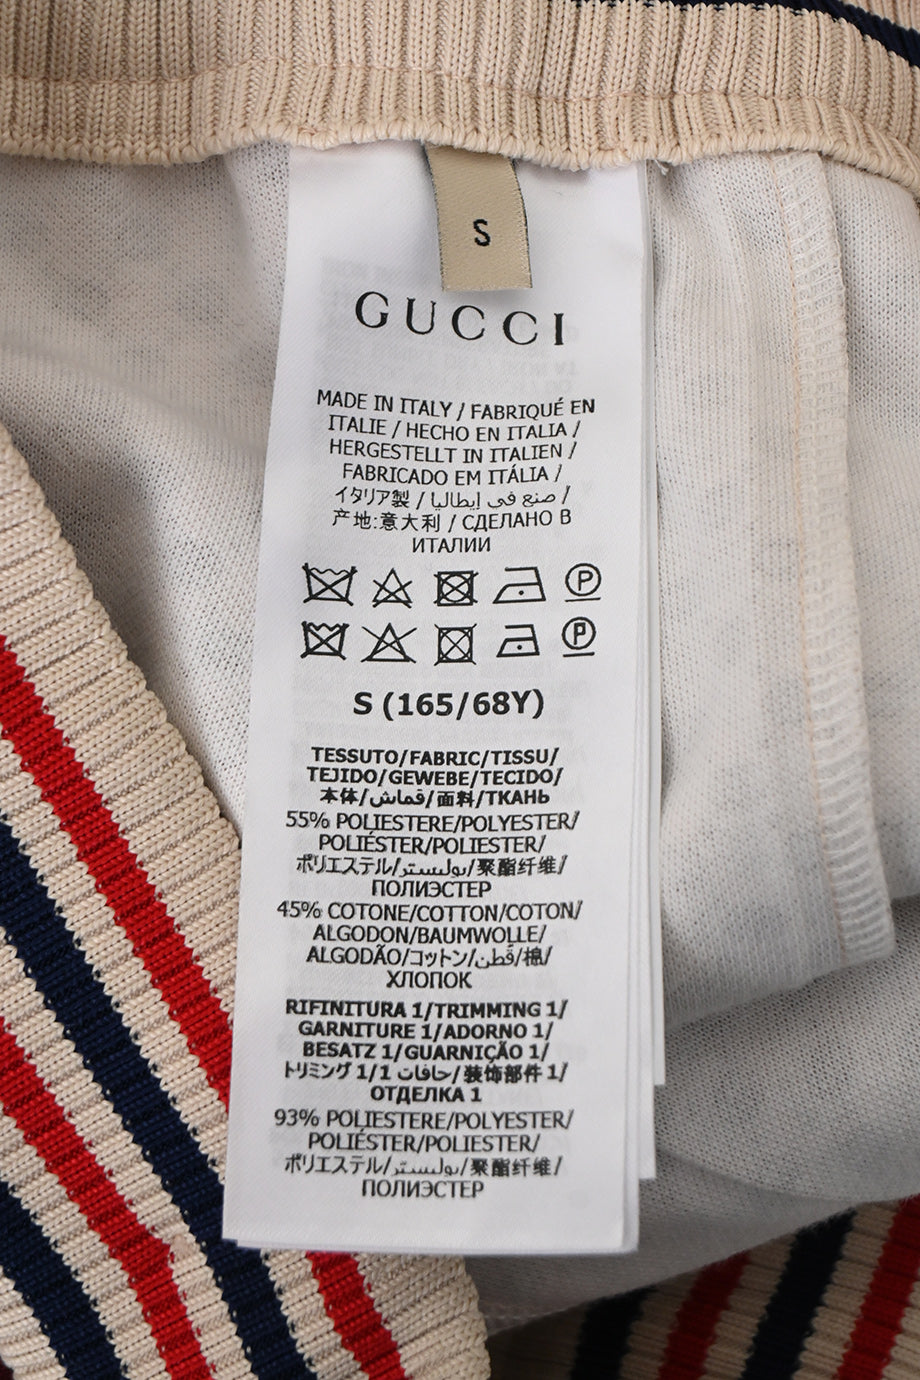 S
GUCCI
MADE IN ITALY / FABRIQUÉ EN
ITALIE / HECHO EN ITALIA /
HERGESTELLT IN ITALIEN /
FABRICADO EM ITÁLIA /
イタリア製 / صنع في إيطاليا /
产地:意大利 / СДЕЛАНО В
ИТАЛИИ
P
P
S (165/68Y)
TESSUTO/FABRIC/TISSU/
TEJIDO/GEWEBE/TECIDO/
本体/قماش/面料/ТКАНЬ
55% POLIESTERE/POLYESTER/
POLIÉSTER/POLIESTER/
ポリエステル/بوليستر/聚酯纤维/
ПОЛИЭСТЕР
45% COTONE/COTTON/COTON/
ALGODON/BAUMWOLLE/
ALGODÃO/コットン/قطن/棉/
ХЛОПОК
RIFINITURA 1/TRIMMING 1/
GARNITURE 1/ADORNO 1/
BESATZ 1/GUARNIÇÃO 1/
トリミング 1/حافات 1/装饰部件 1/
ОТДЕЛКА 1
93% POLIESTERE/POLYESTER/
POLIÉSTER/POLIESTER/
ポリエステル/بوليستر/聚酯纤维/
ПОЛИЭСТЕР